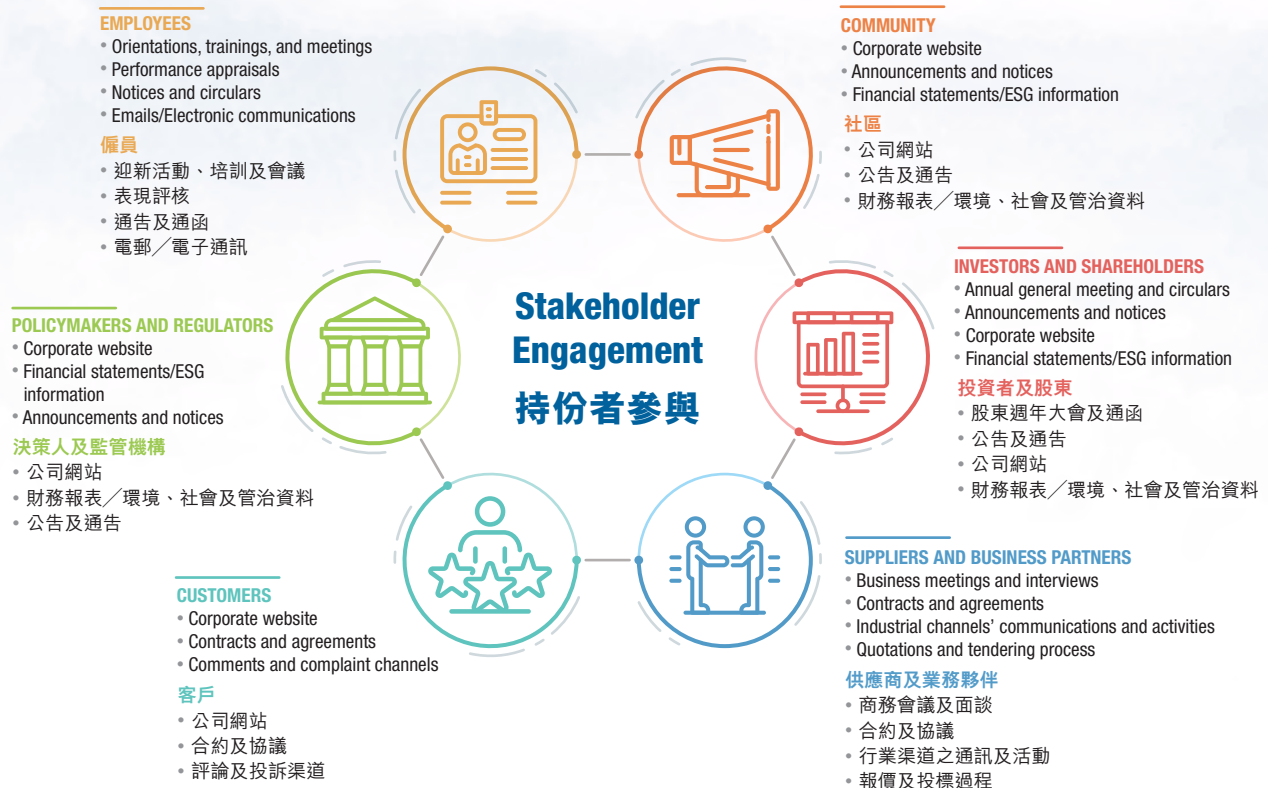 EMPLOYEES
• Orientations, trainings, and meetings
• Performance appraisals
• Notices and circulars
• Emails/Electronic communications
僱員
• 迎新活動、培訓及會議
• 表現評核
• 通告及通函
• 電郵╱電子通訊
COMMUNITY
• Corporate website
• Announcements and notices
• Financial statements/ESG information
社區
• 公司網站
• 公告及通告
• 財務報表╱環境、社會及管治資料
POLICYMAKERS AND REGULATORS
• Corporate website
• Financial statements/ESG
information
• Announcements and notices
決策人及監管機構
• 公司網站
• 財務報表╱環境、社會及管治資料
• 公告及通告
Stakeholder
Engagement
持份者參與
INVESTORS AND SHAREHOLDERS
• Annual general meeting and circulars
• Announcements and notices
• Corporate website
• Financial statements/ESG information
投資者及股東
• 股東週年大會及通函
• 公告及通告
• 公司網站
• 財務報表╱環境、社會及管治資料
CUSTOMERS
• Corporate website
• Contracts and agreements
• Comments and complaint channels
客戶
• 公司網站
• 合約及協議
• 評論及投訴渠道
SUPPLIERS AND BUSINESS PARTNERS
• Business meetings and interviews
• Contracts and agreements
• Industrial channels' communications and activities
• Quotations and tendering process
供應商及業務夥伴
• 商務會議及面談
• 合約及協議
• 行業渠道之通訊及活動
• 報價及投標過程